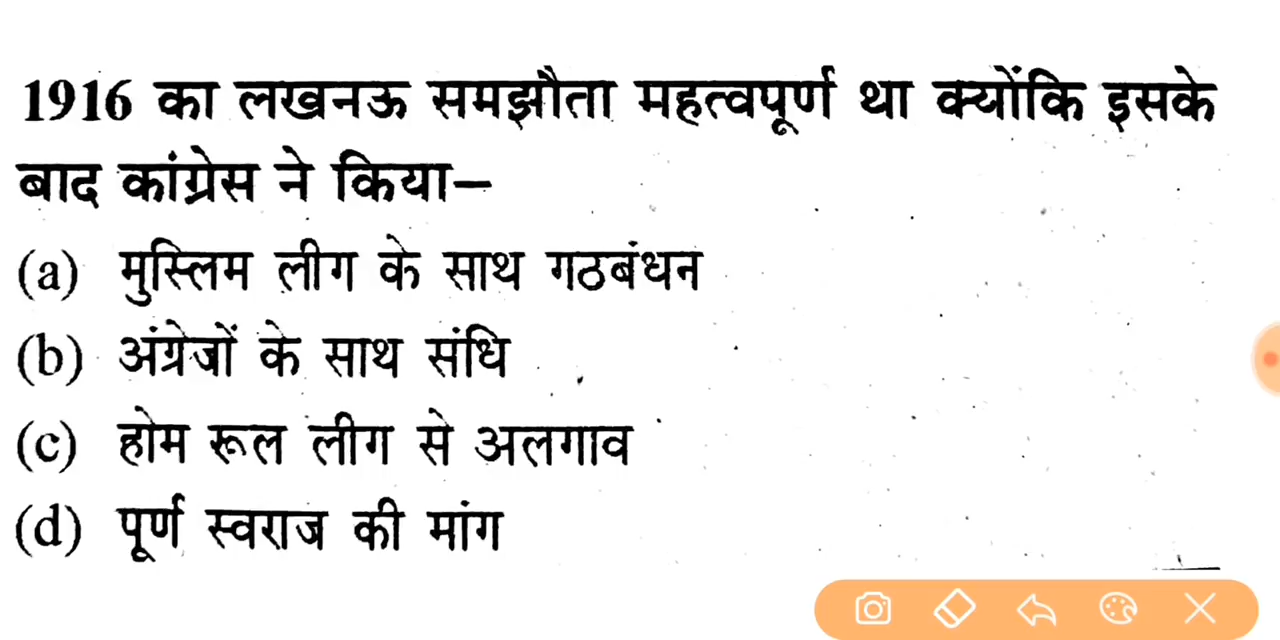 1916 का लखनऊ समझौता महत्वपूर्ण था क्योंकि इसके
बाद कांग्रेस ने किया–
(a) मुस्लिम लीग के साथ गठबंधन
(b) अंग्रेजों के साथ संधि
(c) होम रूल लीग से अलगाव
(d) पूर्ण स्वराज की मांग